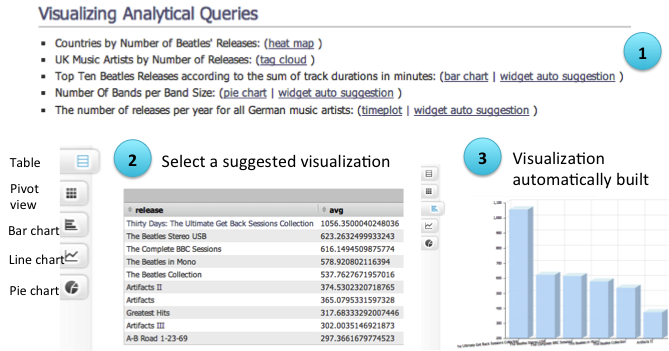 Visualizing Analytical Queries
Countries by Number of Beatles' Releases: (heat map )
UK Music Artists by Number of Releases: (tag cloud )
Top Ten Beatles Releases according to the sum of track durations in minutes: (bar chart | widget auto suggestion )
Number Of Bands per Band Size: (pie chart | widget auto suggestion )
The number of releases per year for all German music artists: (timeplot | widget auto suggestion )
1
Table
Pivot
view
Bar chart
Line chart
Pie chart
2 Select a suggested visualization
release avg
Thirty Days: The Ultimate Get Back Sessions Collection 1056.3500040248036
The Beatles Stereo USB 623.2632499933243
The Complete BBC Sessions 616.1494509875774
The Beatles in Mono 578.920802116394
The Beatles Collection 537.7627671957016
Artifacts II 374.5302320718765
Artifacts 365.0795331597328
Greatest Hits 317.68333292007446
Artifacts III 302.0035146921873
A-B Road 1-23-69 297.3661679774523
3 Visualization
automatically built
1,100
1,000
900
800
700
600
500
400
300
200